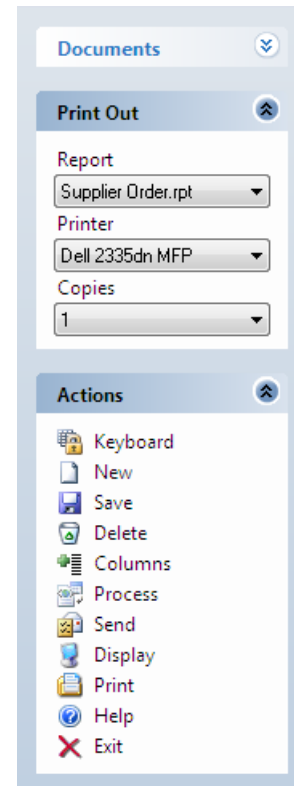 Documents
Print Out
Report
Supplier Order.rpt
Printer
Dell 2335dn MFP
Copies
1
Actions
Keyboard
New
Save
Delete
Columns
Process
Send
Display
Print
Help
Exit